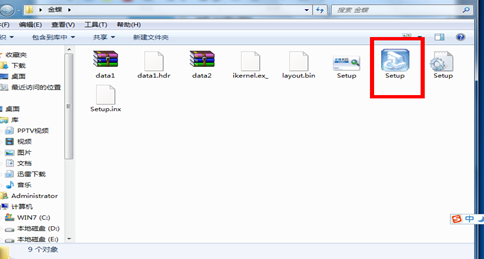 金蝶
搜索 金蝶
(F) 编辑(E) 查看(V) 工具(T) 帮助(H)
包含到库中 共享 新建文件夹
收藏夹
下载
桌面
最近访问的位置
桌面
库
PPTV视频
视频
图片
文档
迅雷下载
音乐
Administrator
计算机
WIN7 (C:)
本地磁盘 (D:)
本地磁盘 (E:)
data1
data1.hdr
data2
ikernel.ex_
layout.bin
Setup
Setup
Setup
Setup.inx
9 个对象
中